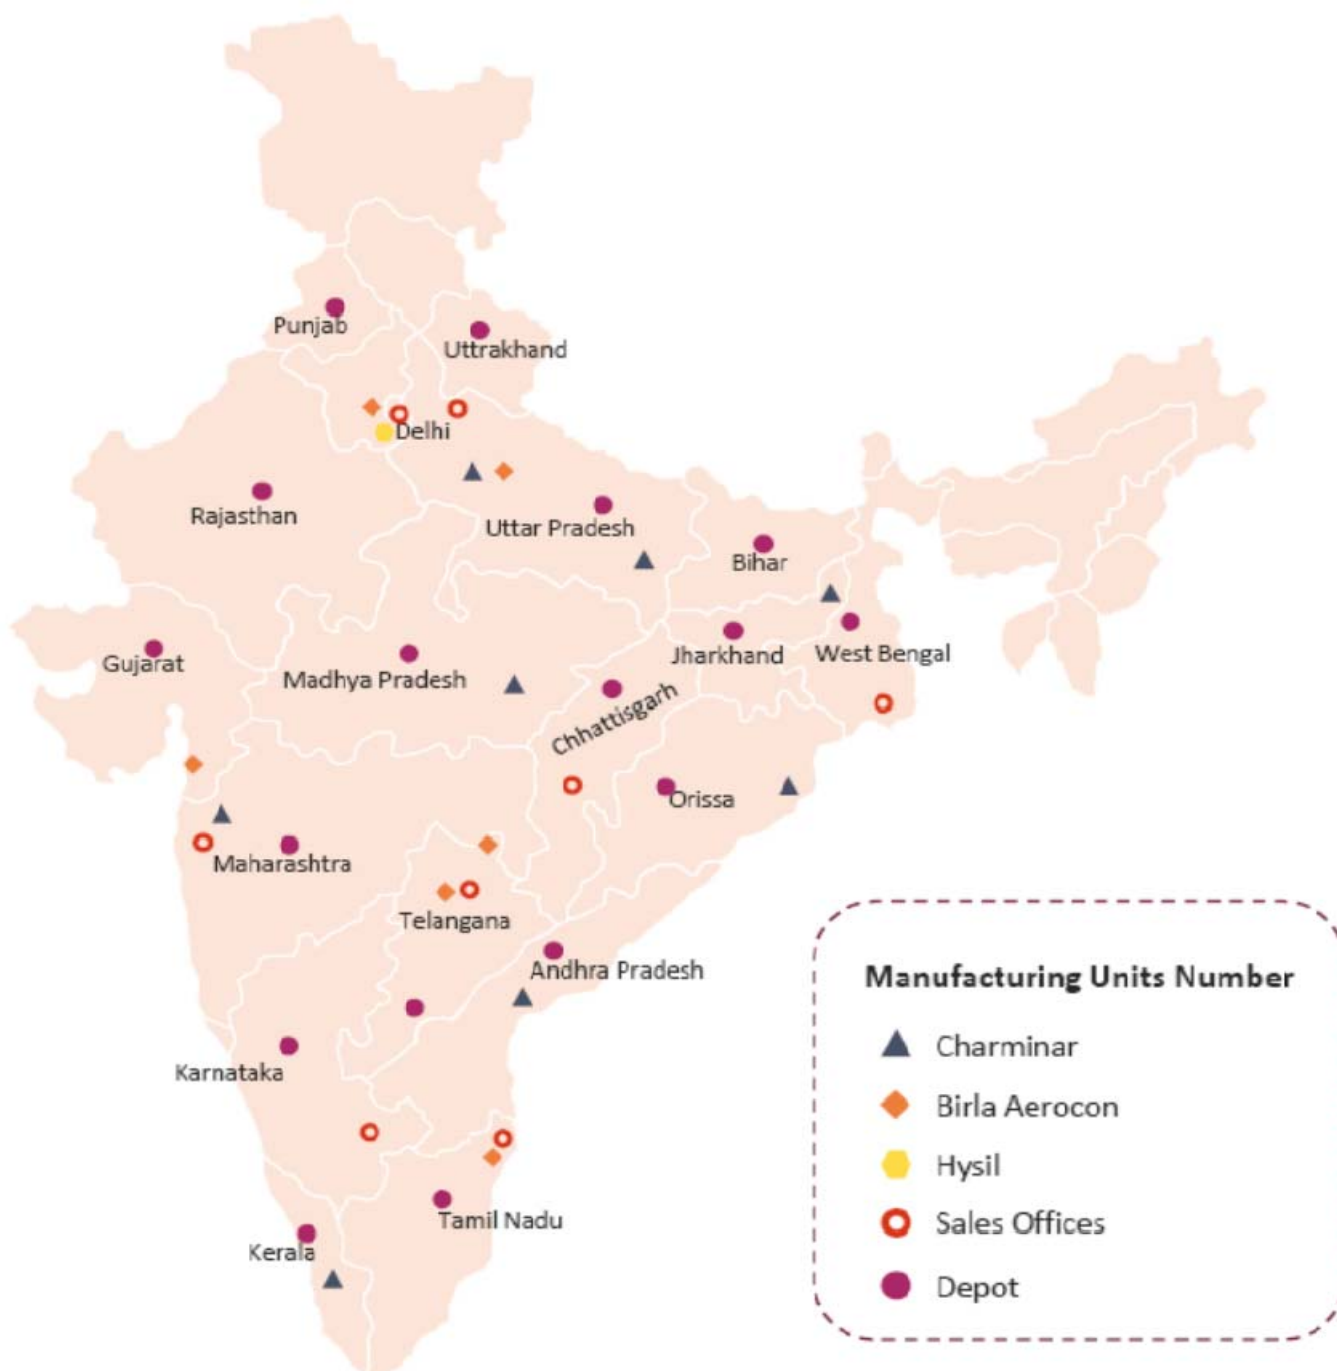 Punjab
Uttrakhand
Delhi
Rajasthan
Uttar Pradesh
Bihar
Gujarat
Madhya Pradesh
Jharkhand
West Bengal
Chhattisgarh
Orissa
Maharashtra
Telangana
Andhra Pradesh
Karnataka
Tamil Nadu
Kerala
Manufacturing Units Number
Charminar
Birla Aerocon
Hysil
Sales Offices
Depot